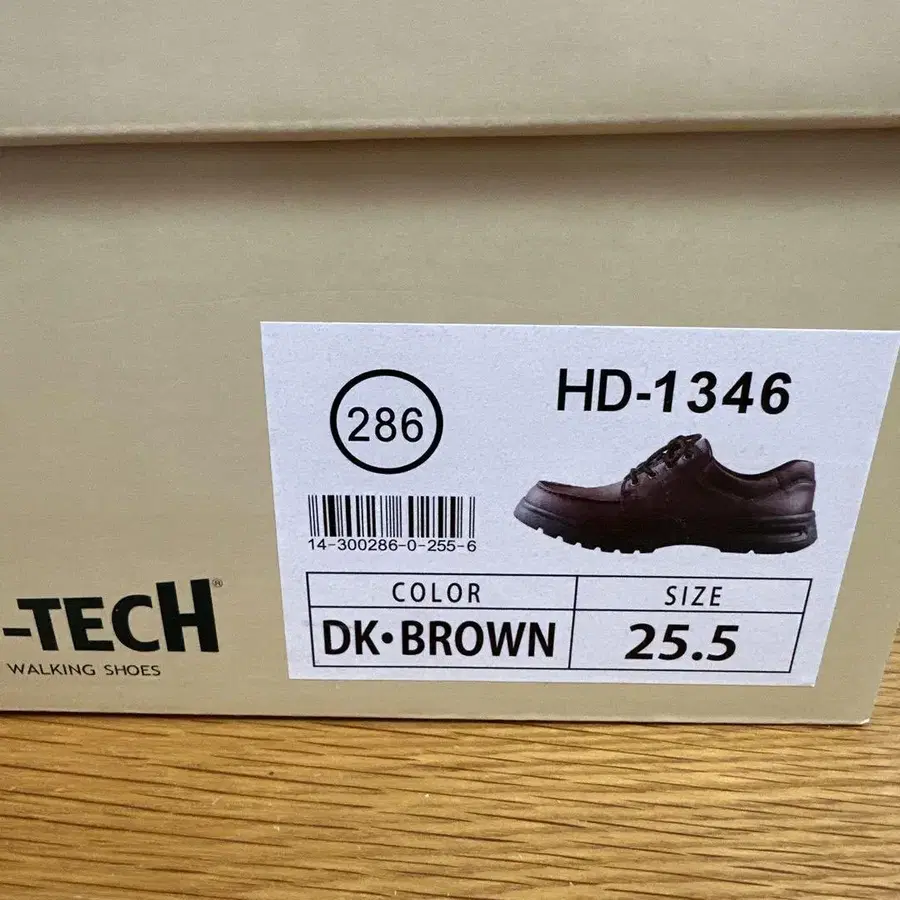 286
HD-1346
14-300286-0-255-6
COLOR
SIZE
DK•BROWN
25.5
-TECH®
WALKING SHOES